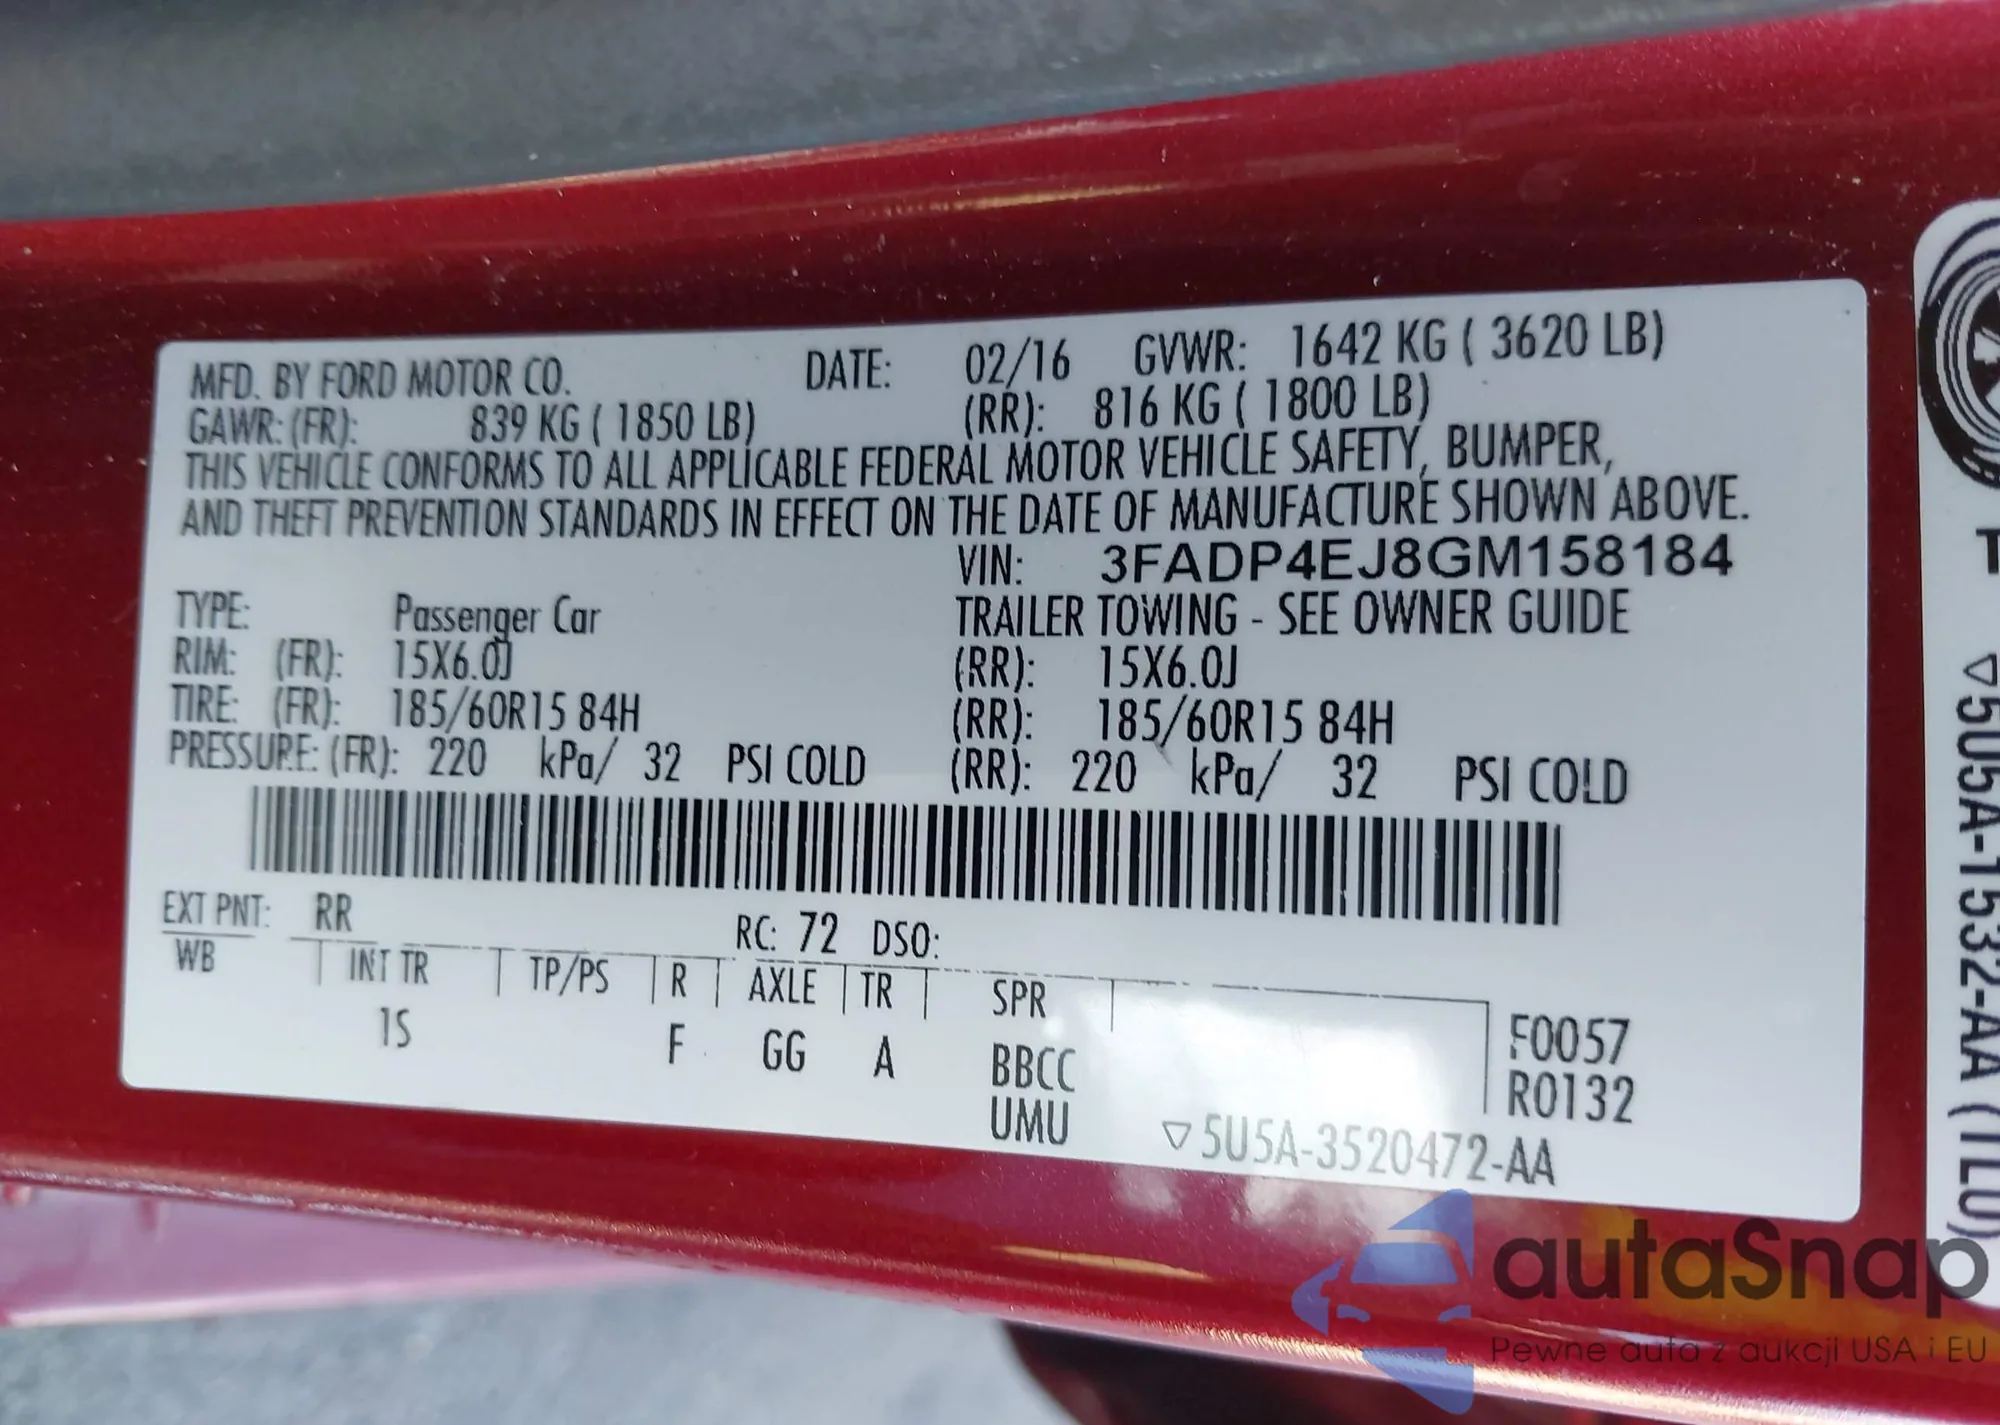 MFD. BY FORD MOTOR CO. DATE: 02/16 GVWR: 1642 KG ( 3620 LB)
GAWR: (FR): 839 KG ( 1850 LB) (RR): 816 KG ( 1800 LB)
THIS VEHICLE CONFORMS TO ALL APPLICABLE FEDERAL MOTOR VEHICLE SAFETY, BUMPER,
AND THEFT PREVENTION STANDARDS IN EFFECT ON THE DATE OF MANUFACTURE SHOWN ABOVE.
VIN: 3FADP4EJ8GM158184
TYPE: Passenger Car TRAILER TOWING - SEE OWNER GUIDE
RIM: (FR): 15X6.0J (RR): 15X6.0J
TIRE: (FR): 185/60R15 84H (RR): 185/60R15 84H
PRESSURE: (FR): 220 kPa/ 32 PSI COLD (RR): 220 kPa/ 32 PSI COLD
EXT PNT: RR RC: 72 DSO:
WB INT TR TP/PS R AXLE TR SPR
1S F GG A BBCC F0057
UMU R0132
▽5U5A-3520472-AA
T
▽5U5A-1532-AA (TL0)
autaSnap
Pewne auta z aukcji USA i EU